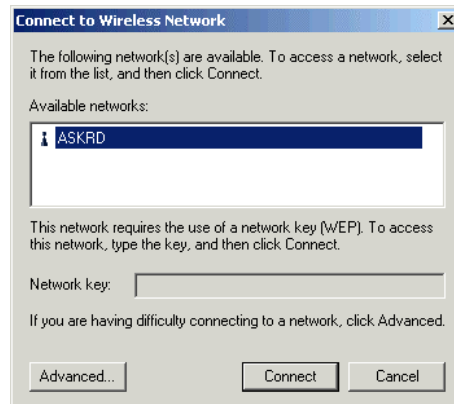 Connect to Wireless Network
The following network(s) are available. To access a network, select
it from the list, and then click Connect.
Available networks:
ASKRD
This network requires the use of a network key (WEP). To access
this network, type the key, and then click Connect.
Network key:
If you are having difficulty connecting to a network, click Advanced.
Advanced... Connect Cancel